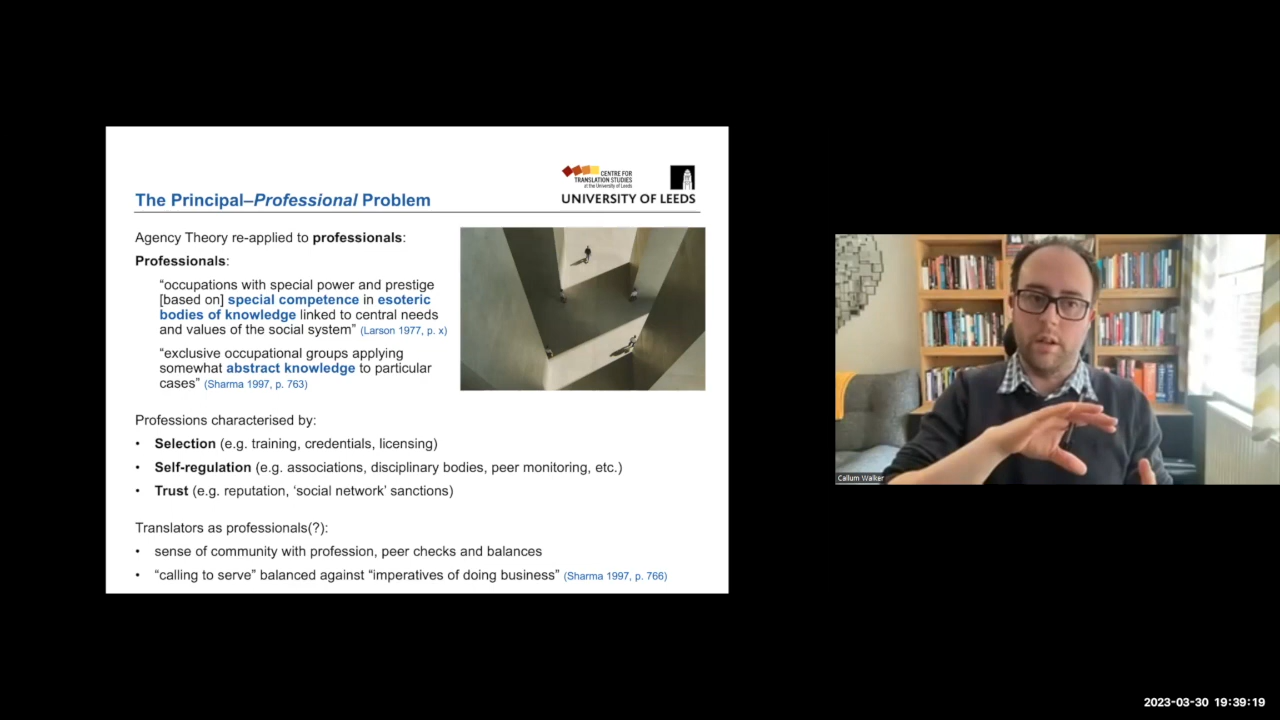 CENTRE FOR
TRANSLATION STUDIES
at the University of Leeds
UNIVERSITY OF LEEDS
The Principal–Professional Problem
Agency Theory re-applied to professionals:
Professionals:
“occupations with special power and prestige
[based on] special competence in esoteric
bodies of knowledge linked to central needs
and values of the social system” (Larson 1977, p. x)
“exclusive occupational groups applying
somewhat abstract knowledge to particular
cases” (Sharma 1997, p. 763)
Professions characterised by:
• Selection (e.g. training, credentials, licensing)
• Self-regulation (e.g. associations, disciplinary bodies, peer monitoring, etc.)
• Trust (e.g. reputation, ‘social network’ sanctions)
Translators as professionals(?):
• sense of community with profession, peer checks and balances
• “calling to serve” balanced against “imperatives of doing business” (Sharma 1997, p. 766)
Callum Walker
2023-03-30 19:39:19